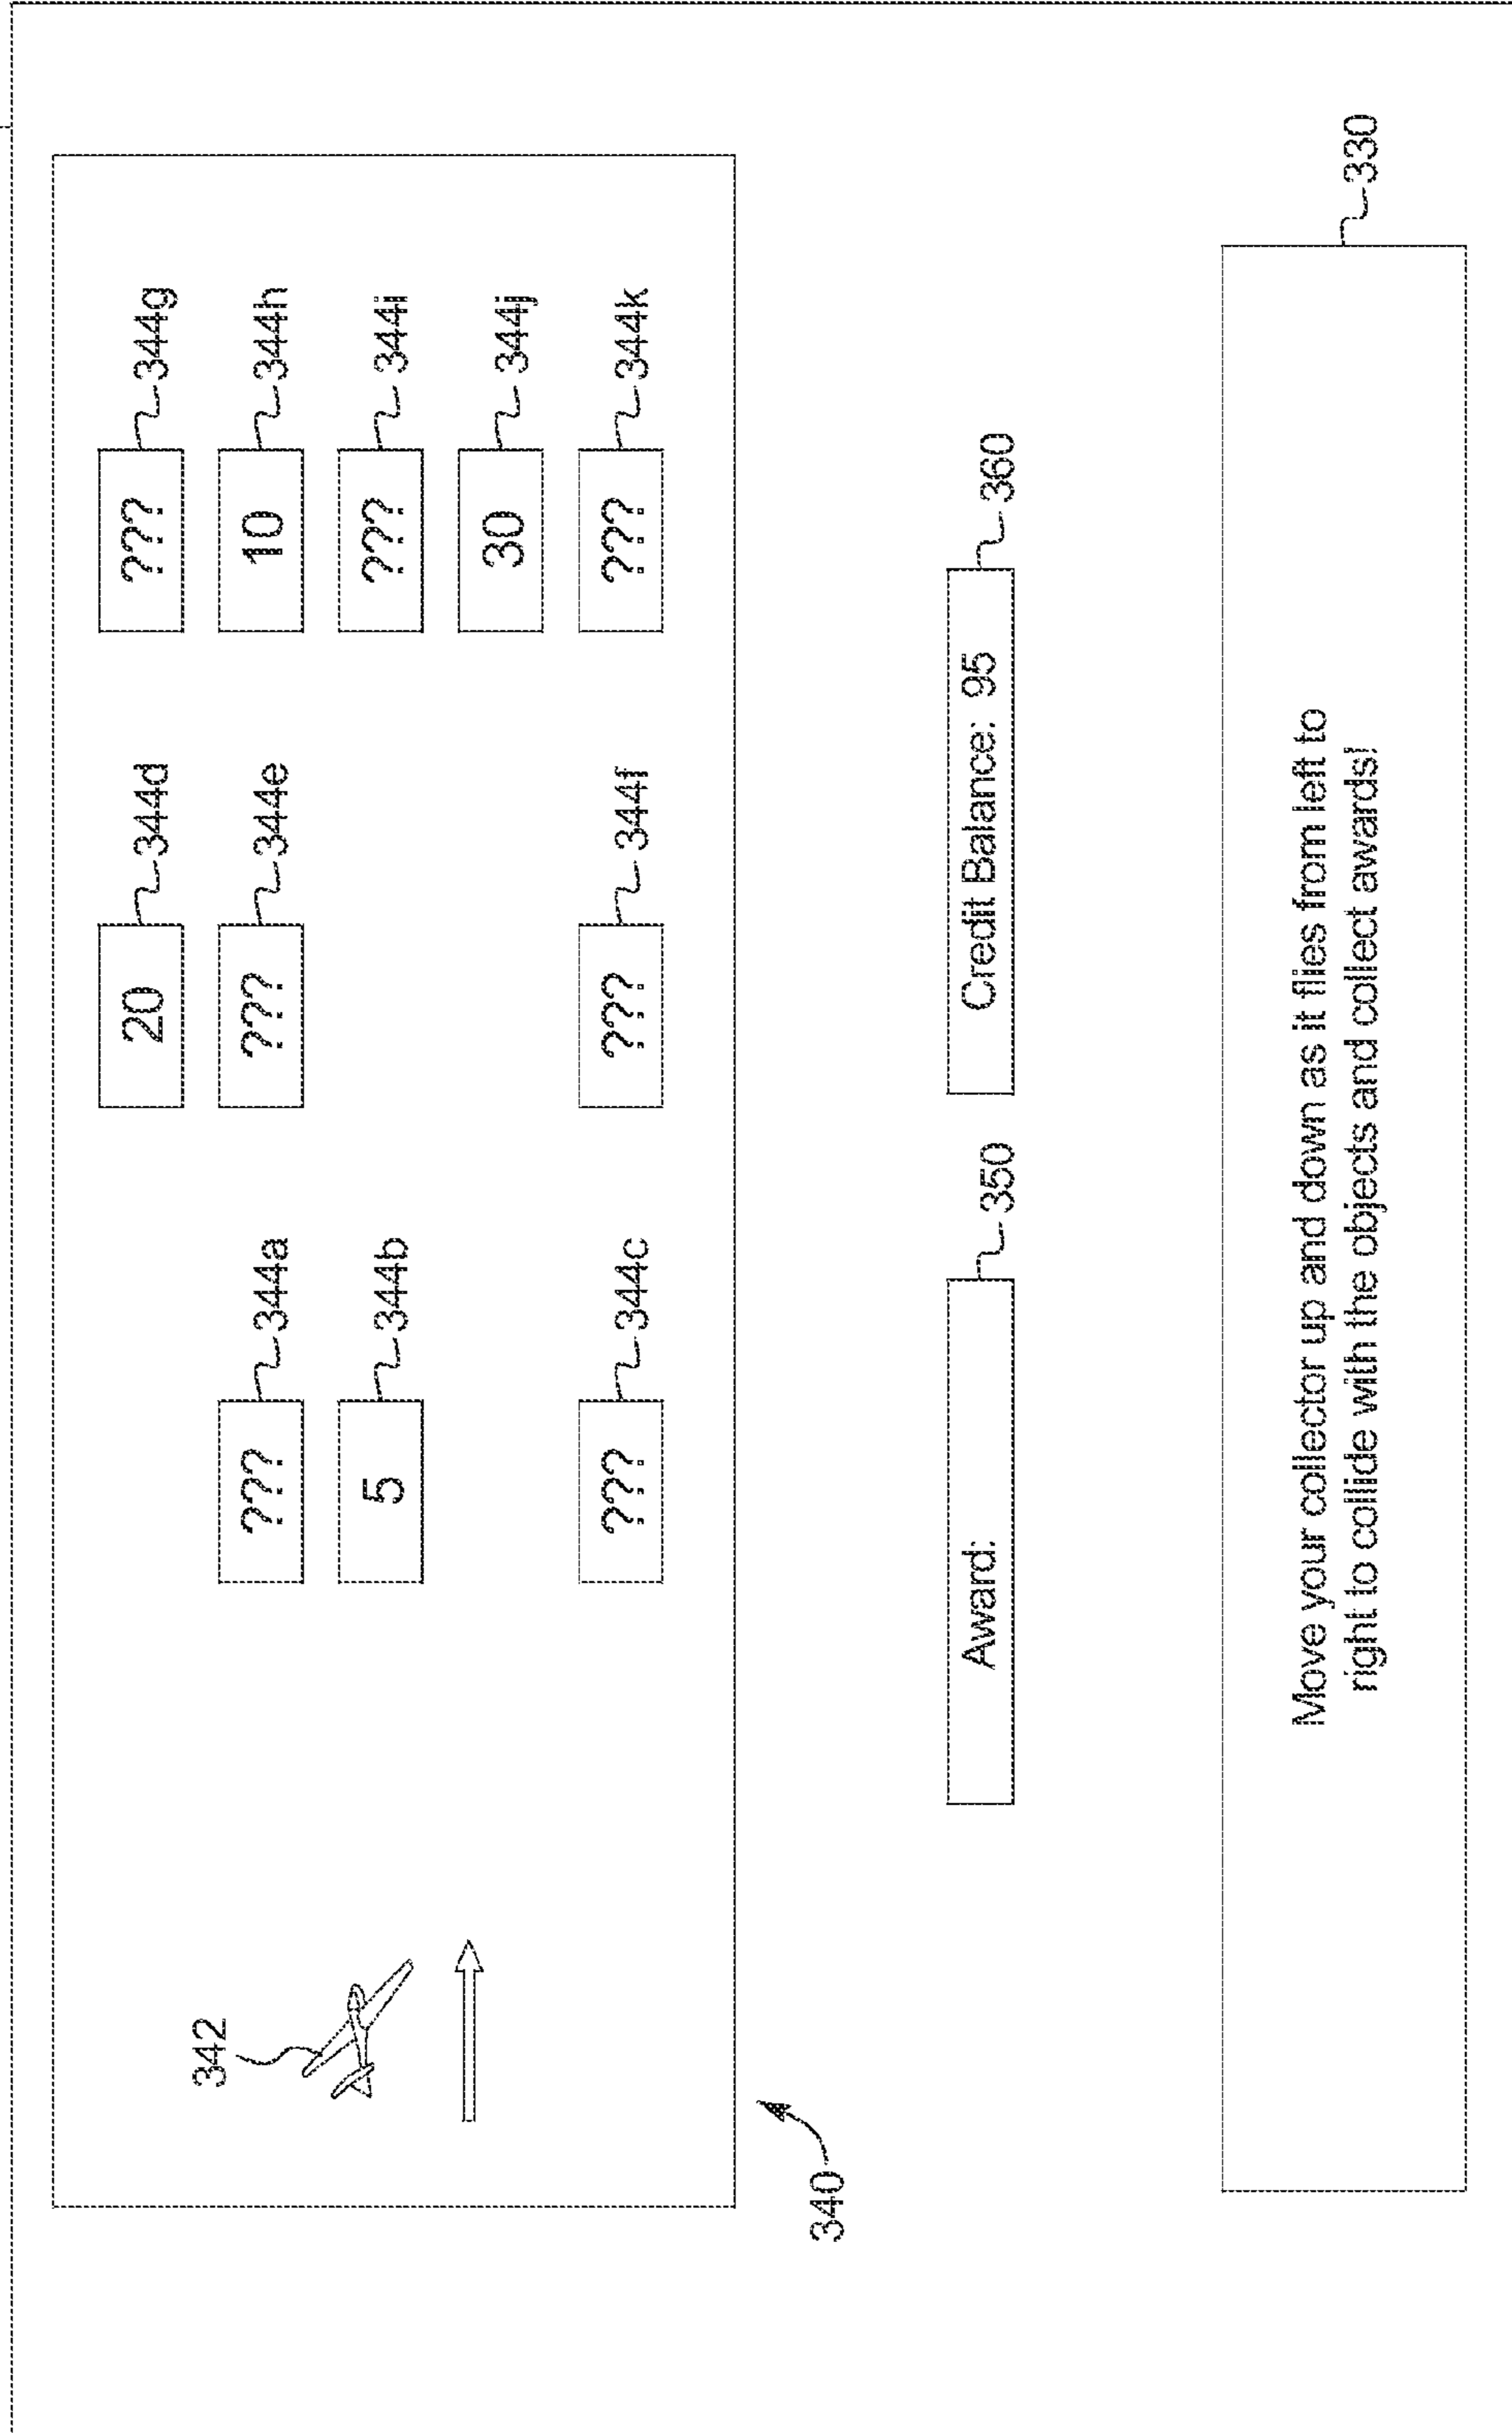 342
20
344d
??? 
344g
???
344a
???
344e
10
344h
5
344b
???
344i
30
344j
???
344c
???
344f
???
344k
340
Award:
350
Credit Balance: 95
360
Move your collector up and down as it flies from left to
right to collide with the objects and collect awards!
330